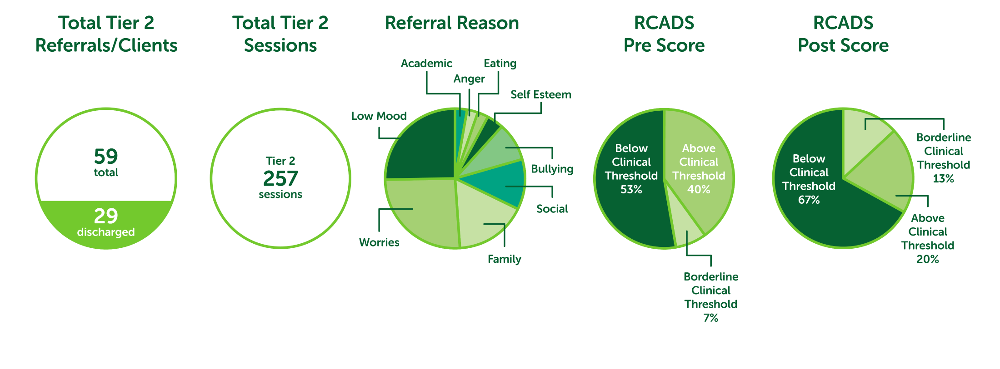 Total Tier 2
Referrals/Clients
59
total
29
discharged
Total Tier 2
Sessions
Tier 2
257
sessions
Referral Reason
Academic
Eating
Anger
Self Esteem
Low Mood
Bullying
Social
Worries
Family
RCADS
Pre Score
Below
Clinical
Threshold
53%
Above
Clinical
Threshold
40%
Borderline
Clinical
Threshold
7%
RCADS
Post Score
Borderline
Clinical
Threshold
13%
Below
Clinical
Threshold
67%
Above
Clinical
Threshold
20%